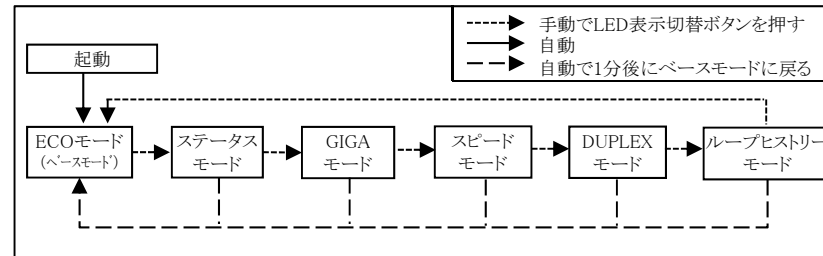 手動でLED表示切替ボタンを押す
自動
自動で1分後にベースモードに戻る
起動
ECOモード
(ベースモード)
ステータス
モード
GIGA
モード
スピード
モード
DUPLEX
モード
ループヒストリー
モード